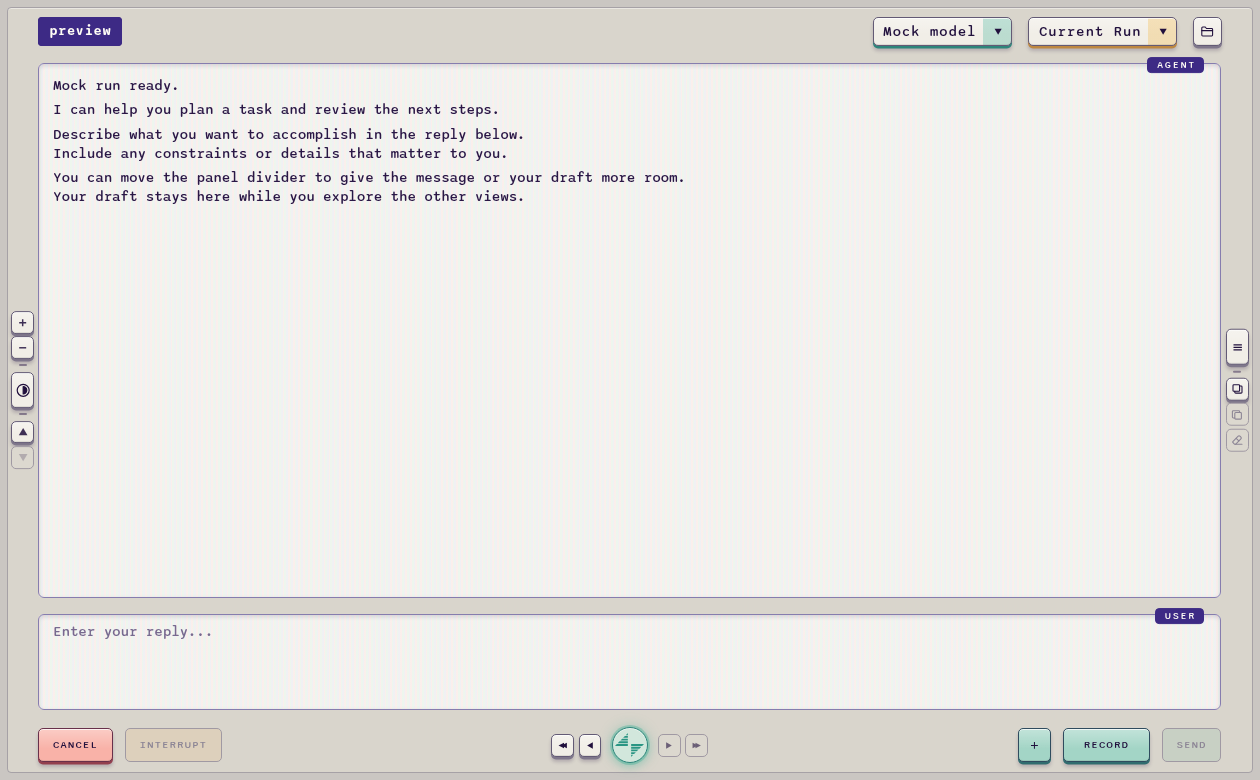 preview
Mock model
Current Run
AGENT
Mock run ready.
I can help you plan a task and review the next steps.
Describe what you want to accomplish in the reply below.
Include any constraints or details that matter to you.
You can move the panel divider to give the message or your draft more room.
Your draft stays here while you explore the other views.
USER
Enter your reply...
CANCEL
INTERRUPT
RECORD
SEND